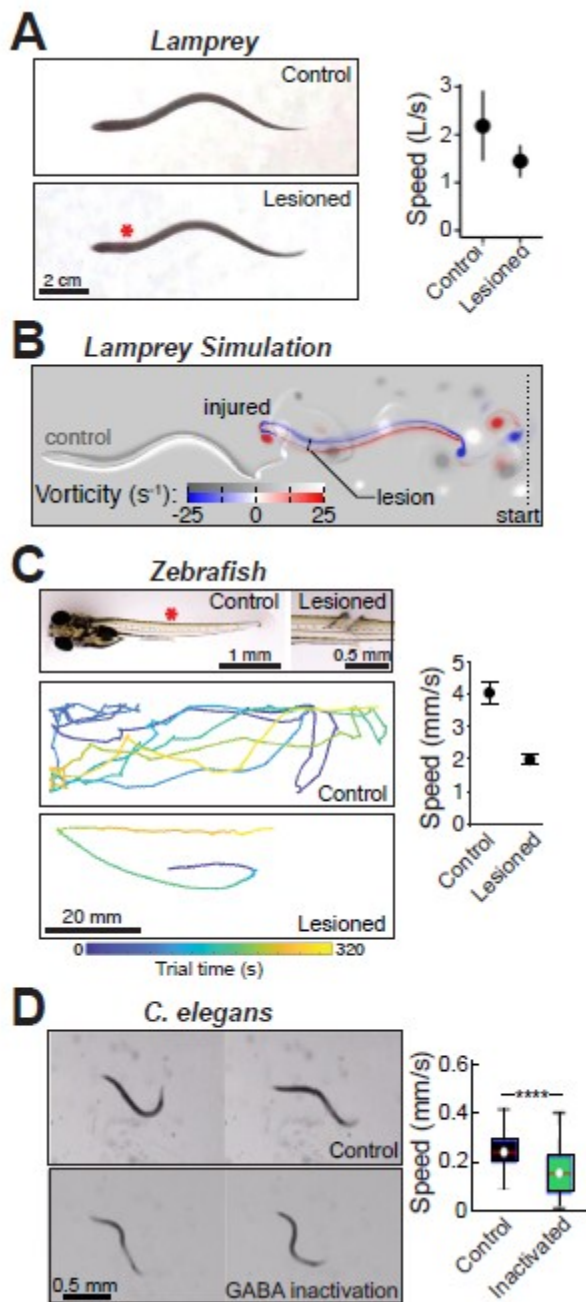 A Lamprey
Control
Lesioned
*
2 cm
Speed (L/s)
3
2
1
0
Control
Lesioned
B Lamprey Simulation
injured
control
Vorticity (s⁻¹):
-25 0 25
lesion
start
C Zebrafish
* Control
Lesioned
1 mm
0.5 mm
Control
Lesioned
20 mm
0 320
Trial time (s)
Speed (mm/s)
5
4
3
2
1
0
Control
Lesioned
D C. elegans
Control
GABA inactivation
0.5 mm
Speed (mm/s)
0.6
0.4
0.2
0
****
Control
Inactivated